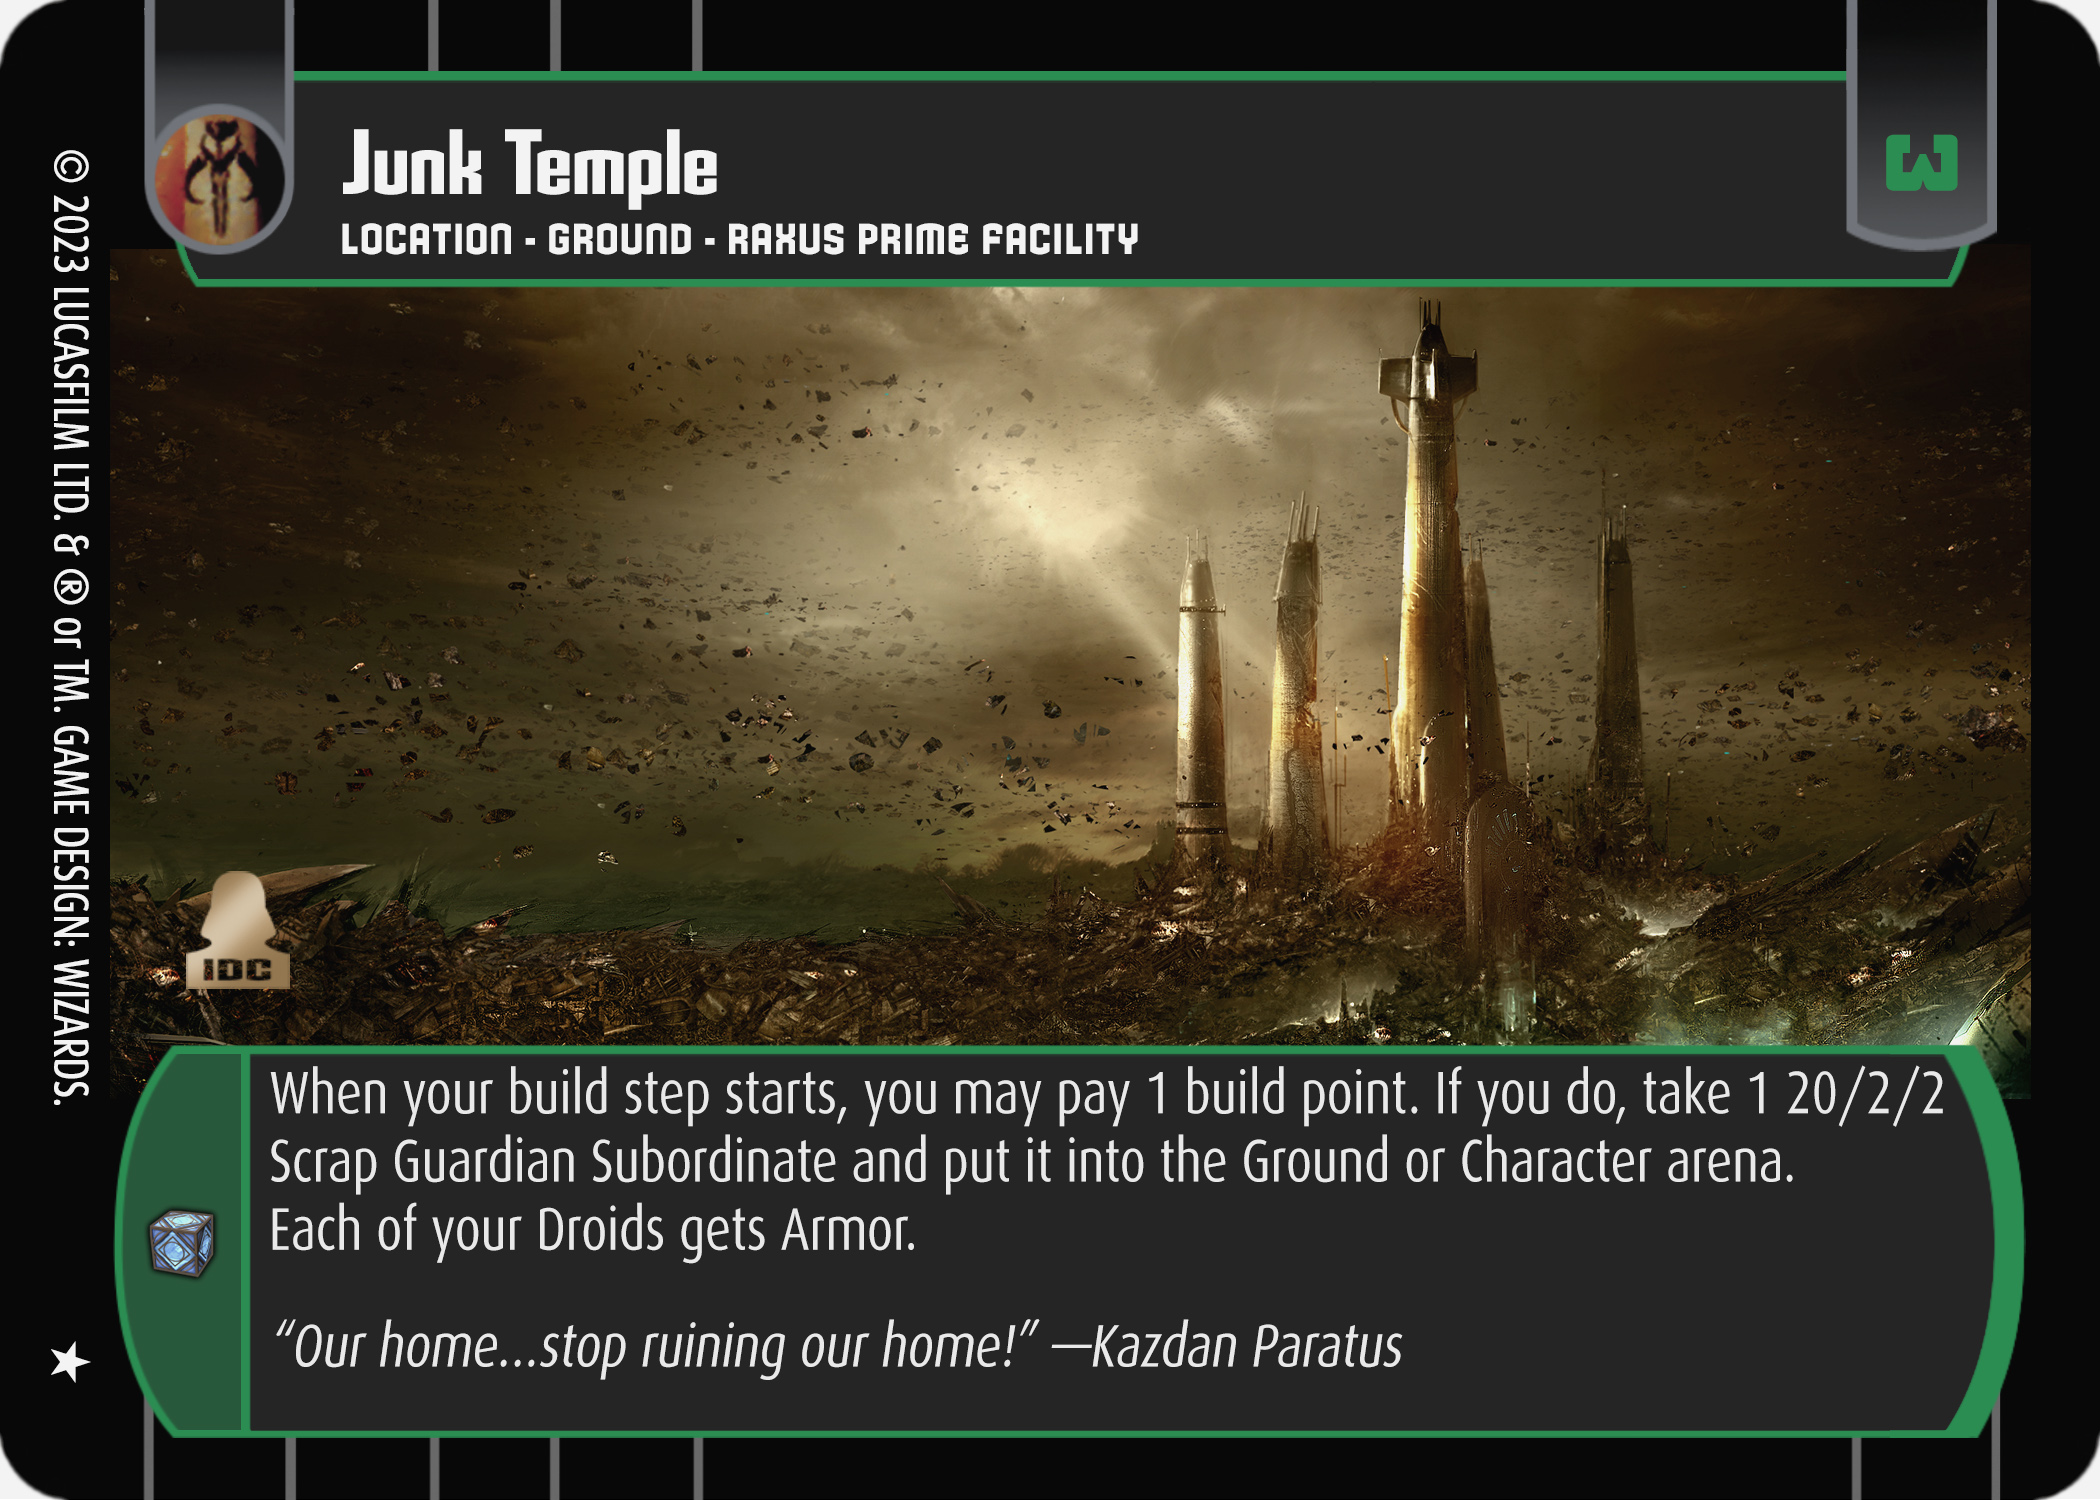 Junk Temple
3
LOCATION - GROUND - RAXUS PRIME FACILITY
IDC
When your build step starts, you may pay 1 build point. If you do, take 1 20/2/2
Scrap Guardian Subordinate and put it into the Ground or Character arena.
Each of your Droids gets Armor.
"Our home...stop ruining our home!" —Kazdan Paratus
© 2023 LUCASFILM LTD. & ® or TM. GAME DESIGN: WIZARDS.